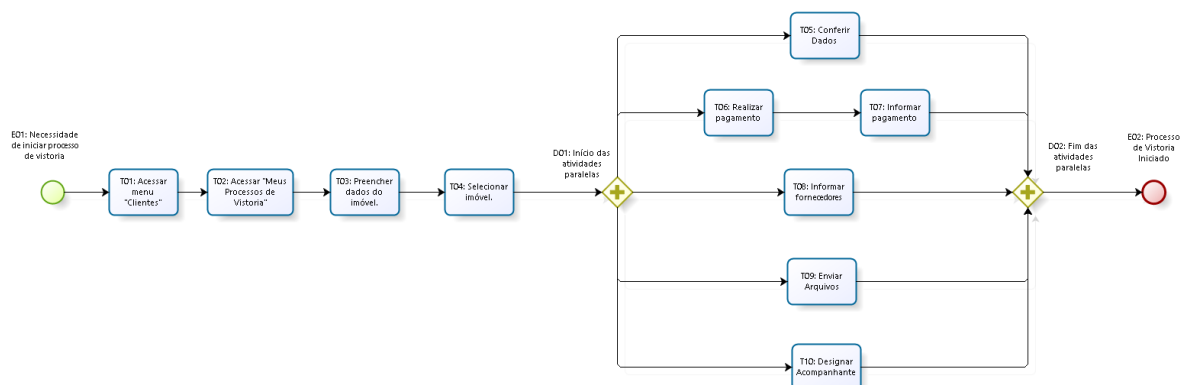 E01: Necessidade
de iniciar processo
de vistoria
T01: Acessar
menu
"Clientes"
T02: Acessar "Meus
Processos de
Vistoria"
T03: Preencher
dados do
imóvel.
T04: Selecionar
imóvel.
D01: Início das
atividades
paralelas
T05: Conferir
Dados
T06: Realizar
pagamento
T07: Informar
pagamento
T08: Informar
fornecedores
T09: Enviar
Arquivos
T10: Designar
Acompanhante
D02: Fim das
atividades
paralelas
E02: Processo
de Vistoria
Iniciado